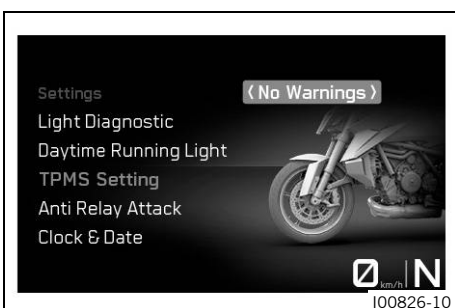 Settings
‹ No Warnings ›
Light Diagnostic
Daytime Running Light
TPMS Setting
Anti Relay Attack
Clock & Date
0 km/h N
I00826-10